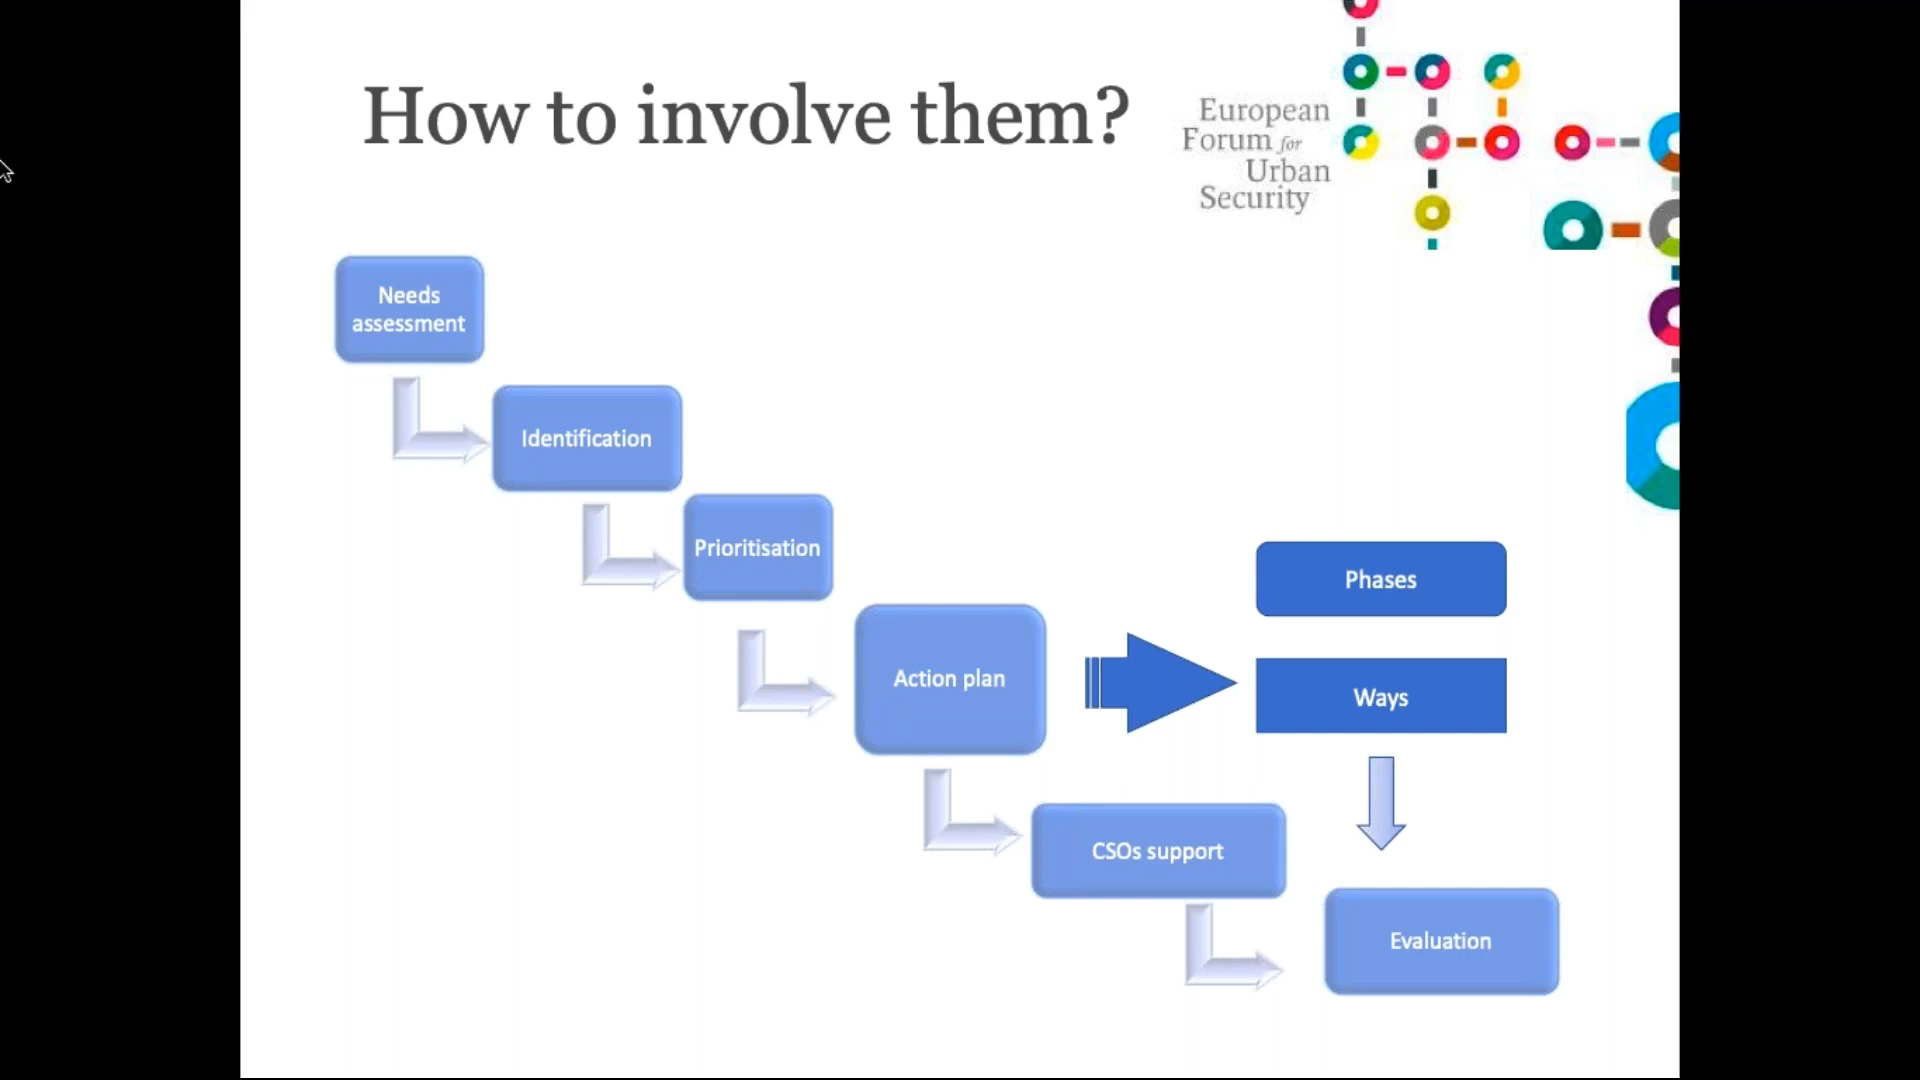 How to involve them?
European
Forum for
Urban
Security
Needs
assessment
Identification
Prioritisation
Action plan
Phases
Ways
CSOs support
Evaluation